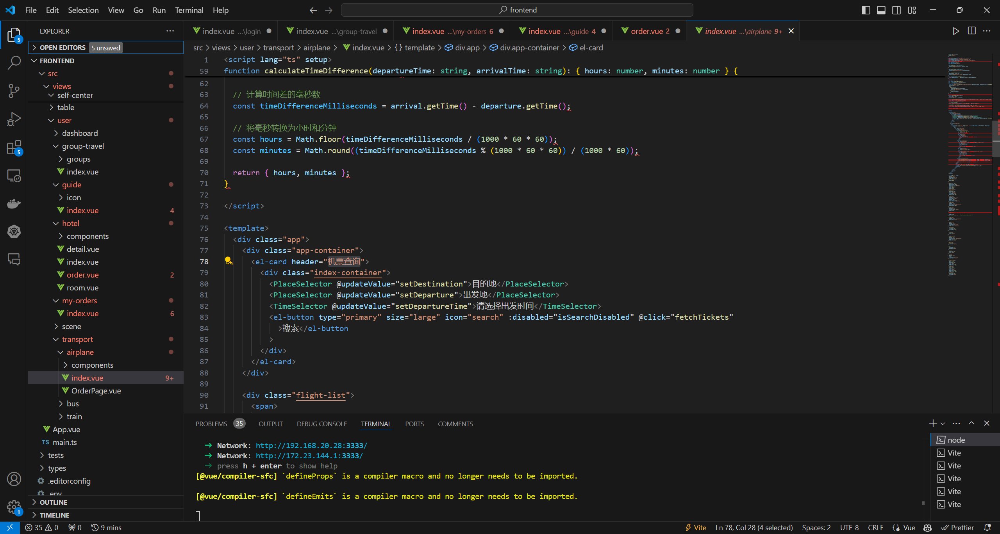 File Edit Selection View Go Run Terminal Help
frontend
EXPLORER
OPEN EDITORS 5 unsaved
FRONTEND
src
views
self-center
table
user
dashboard
group-travel
groups
index.vue
guide
icon
index.vue 4
hotel
components
detail.vue
index.vue
order.vue 2
room.vue
my-orders
index.vue 6
scene
transport
airplane
components
index.vue 9+
OrderPage.vue
bus
train
App.vue
TS main.ts
tests
types
.editorconfig
.env
OUTLINE
TIMELINE
5
5
1
index.vue ...\login
index.vue ...\group-travel
index.vue ...\my-orders 6
index.vue ...\guide 4
order.vue 2
index.vue ...\airplane 9+
src > views > user > transport > airplane > index.vue > {} template > div.app > div.app-container > el-card
1 <script lang="ts" setup>
59 function calculateTimeDifference(departureTime: string, arrivalTime: string): { hours: number, minutes: number } {
62
63 // 计算时间差的毫秒数
64 const timeDifferenceMilliseconds = arrival.getTime() - departure.getTime();
65
66 // 将毫秒转换为小时和分钟
67 const hours = Math.floor(timeDifferenceMilliseconds / (1000 * 60 * 60));
68 const minutes = Math.round((timeDifferenceMilliseconds % (1000 * 60 * 60)) / (1000 * 60));
69
70 return { hours, minutes };
71 }
72
73 </script>
74
75 <template>
76 <div class="app">
77 <div class="app-container">
78 <el-card header="机票查询">
79 <div class="index-container">
80 <PlaceSelector @updateValue="setDestination">目的地</PlaceSelector>
81 <PlaceSelector @updateValue="setDeparture">出发地</PlaceSelector>
82 <TimeSelector @updateValue="setDepartureTime">请选择出发时间</TimeSelector>
83 <el-button type="primary" size="large" icon="search" :disabled="isSearchDisabled" @click="fetchTickets"
84 >搜索</el-button
85 >
86 </div>
87 </el-card>
88 </div>
89
90 <div class="flight-list">
91 <span>
PROBLEMS 35 OUTPUT DEBUG CONSOLE TERMINAL PORTS COMMENTS
➜ Network: http://192.168.20.28:3333/
➜ Network: http://172.23.144.1:3333/
➜ press h + enter to show help
[@vue/compiler-sfc] `defineProps` is a compiler macro and no longer needs to be imported.
[@vue/compiler-sfc] `defineEmits` is a compiler macro and no longer needs to be imported.
node
Vite
Vite
Vite
Vite
Vite
35 0 0 9 mins
Vite Ln 78, Col 28 (4 selected) Spaces: 2 UTF-8 CRLF {} Vue Prettier